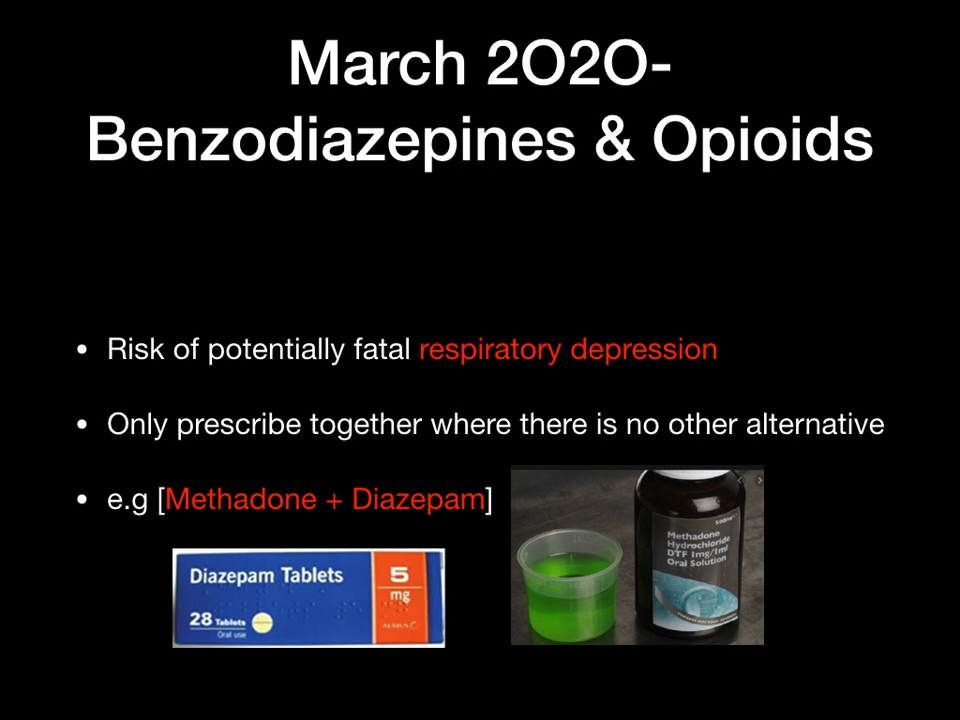 March 2O2O-
Benzodiazepines & Opioids
• Risk of potentially fatal respiratory depression
• Only prescribe together where there is no other alternative
• e.g [Methadone + Diazepam]
Diazepam Tablets
5
mg
28 Tablets
Oral use
500ml
Methadone
Hydrochloride
DTF 1mg/1ml
Oral Solution